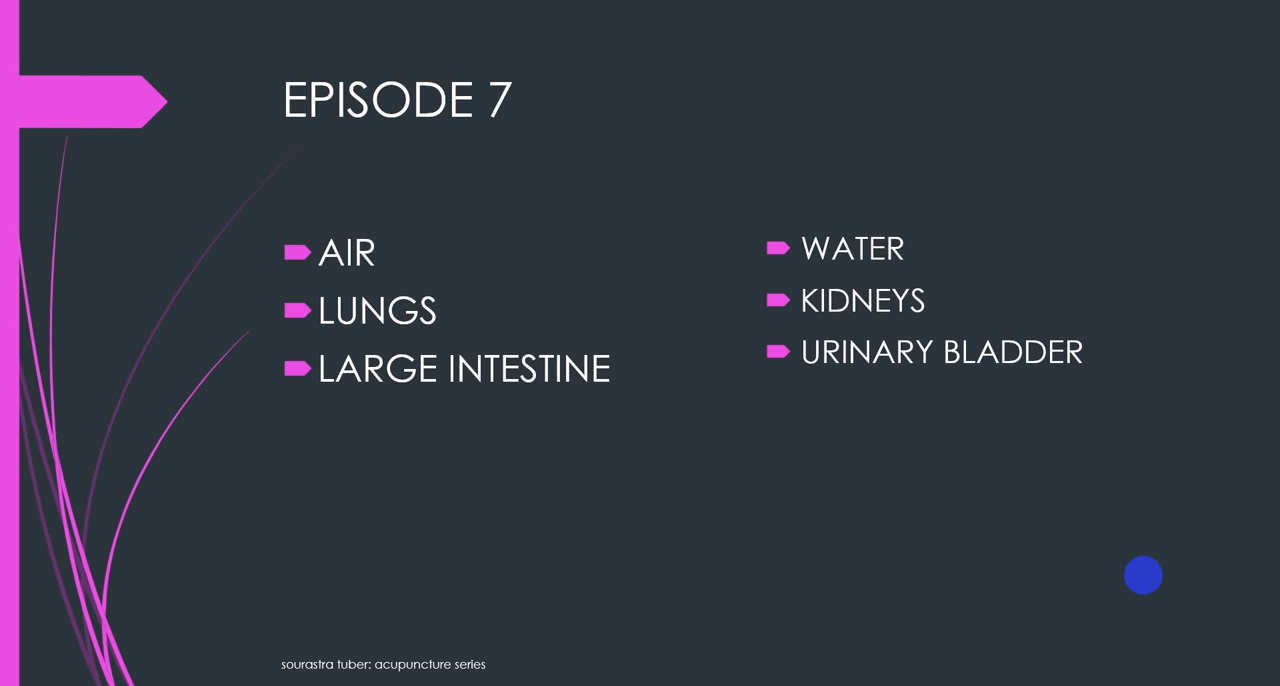 EPISODE 7
AIR
LUNGS
LARGE INTESTINE
WATER
KIDNEYS
URINARY BLADDER
sourastra tuber: acupuncture series